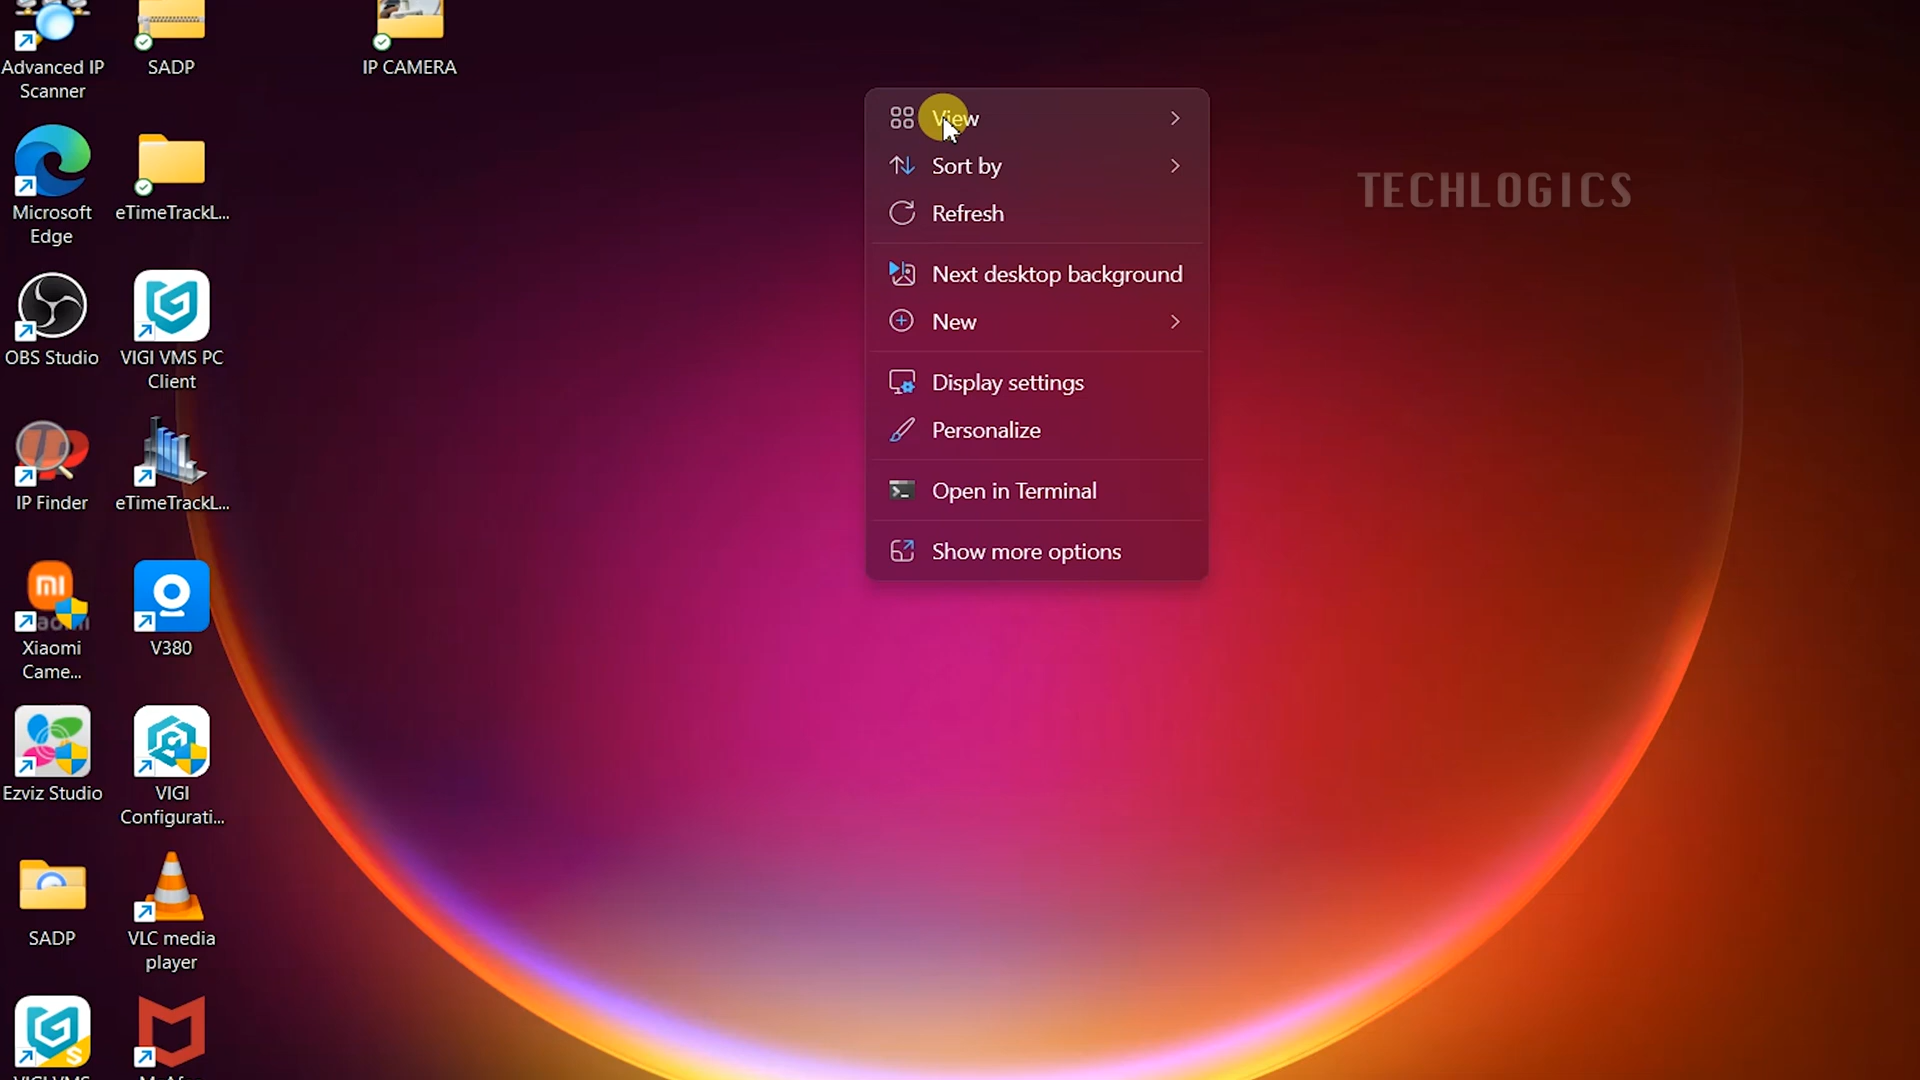 Advanced IP
Scanner
SADP
IP CAMERA
Microsoft
Edge
eTimeTrackL...
OBS Studio
VIGI VMS PC
Client
IP Finder
eTimeTrackL...
Xiaomi
Came...
V380
Ezviz Studio
VIGI
Configurati...
SADP
VLC media
player
View
Sort by
Refresh
Next desktop background
New
Display settings
Personalize
Open in Terminal
Show more options
TECHLOGICS